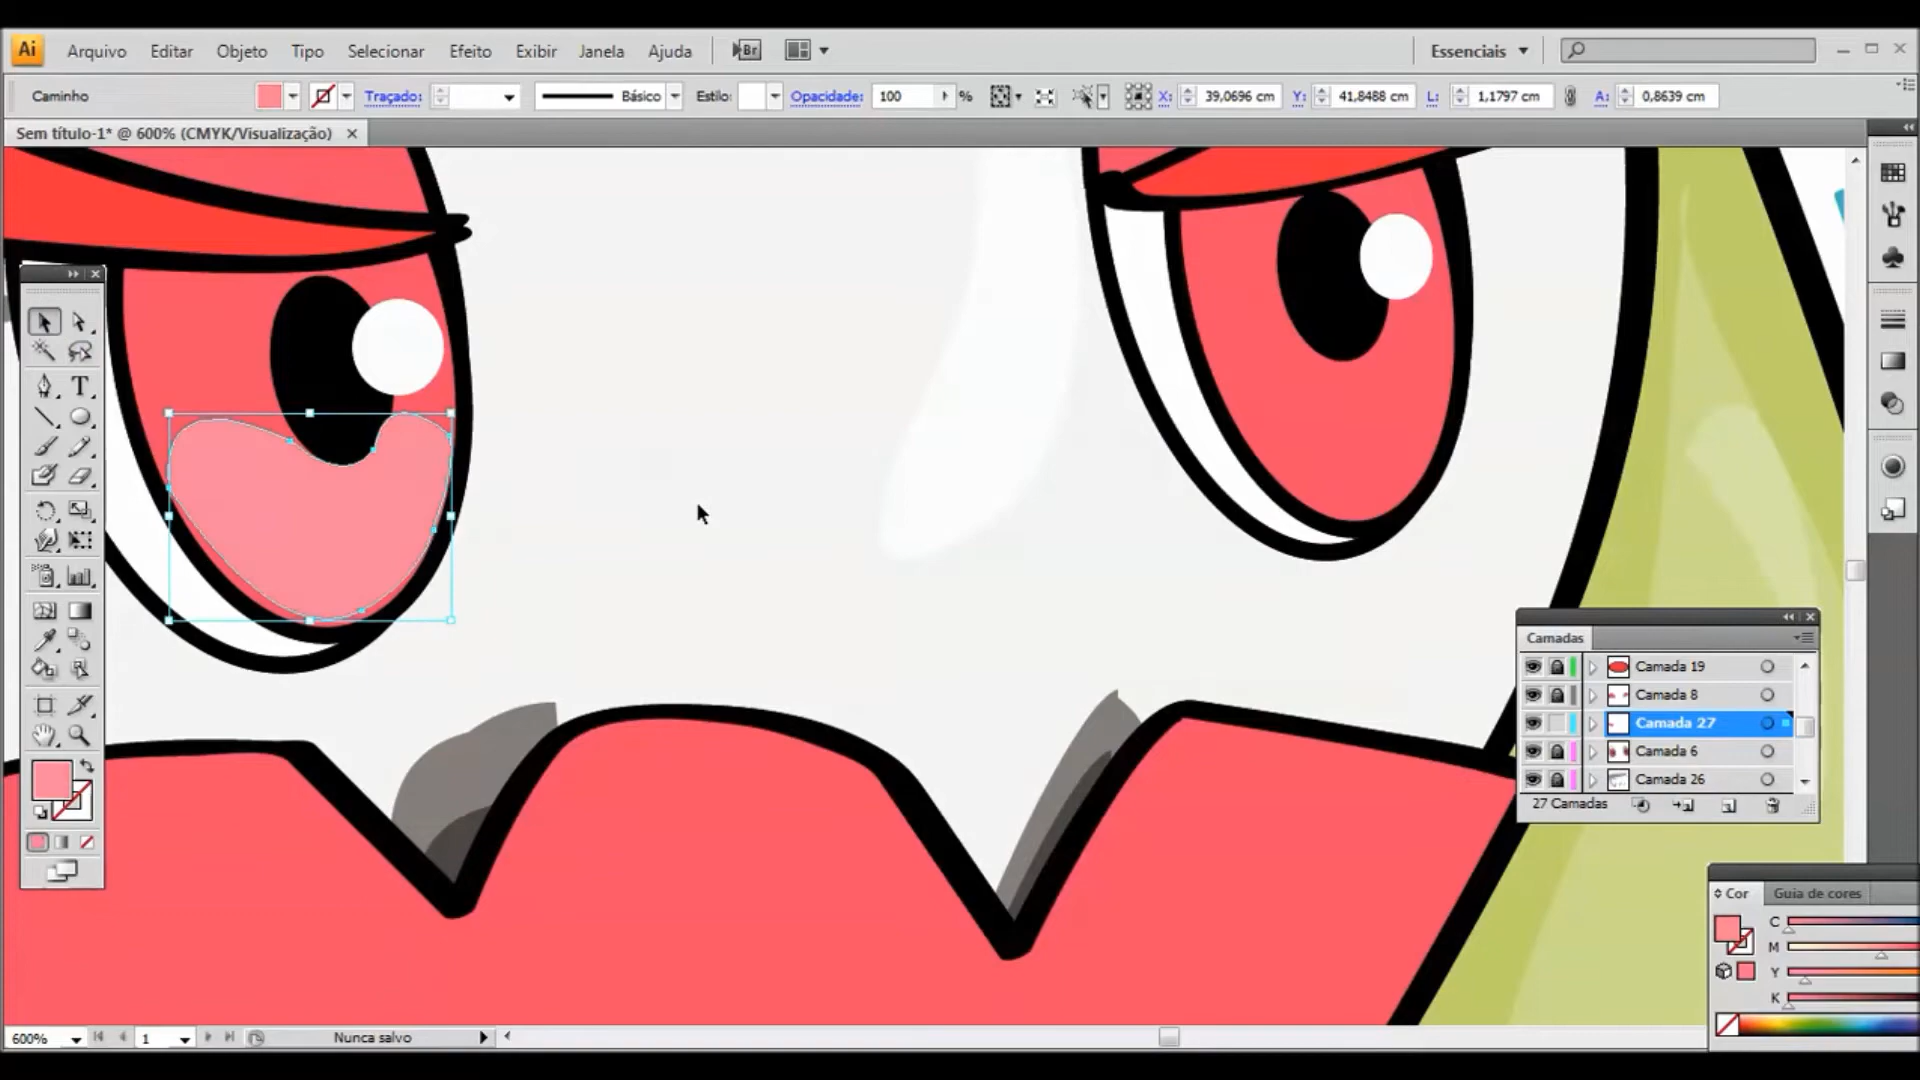 Ai Arquivo Editar Objeto Tipo Selecionar Efeito Exibir Janela Ajuda Br Essenciais
Caminho Traçado: Básico Estilo: Opacidade: 100 % X: 39,0696 cm Y: 41,8488 cm L: 1,1797 cm A: 0,8639 cm
Sem título-1* @ 600% (CMYK/Visualização)
T
Camadas
Camada 19
Camada 8
Camada 27
Camada 6
Camada 26
27 Camadas
Cor Guia de cores
C
M
Y
K
600% 1 Nunca salvo